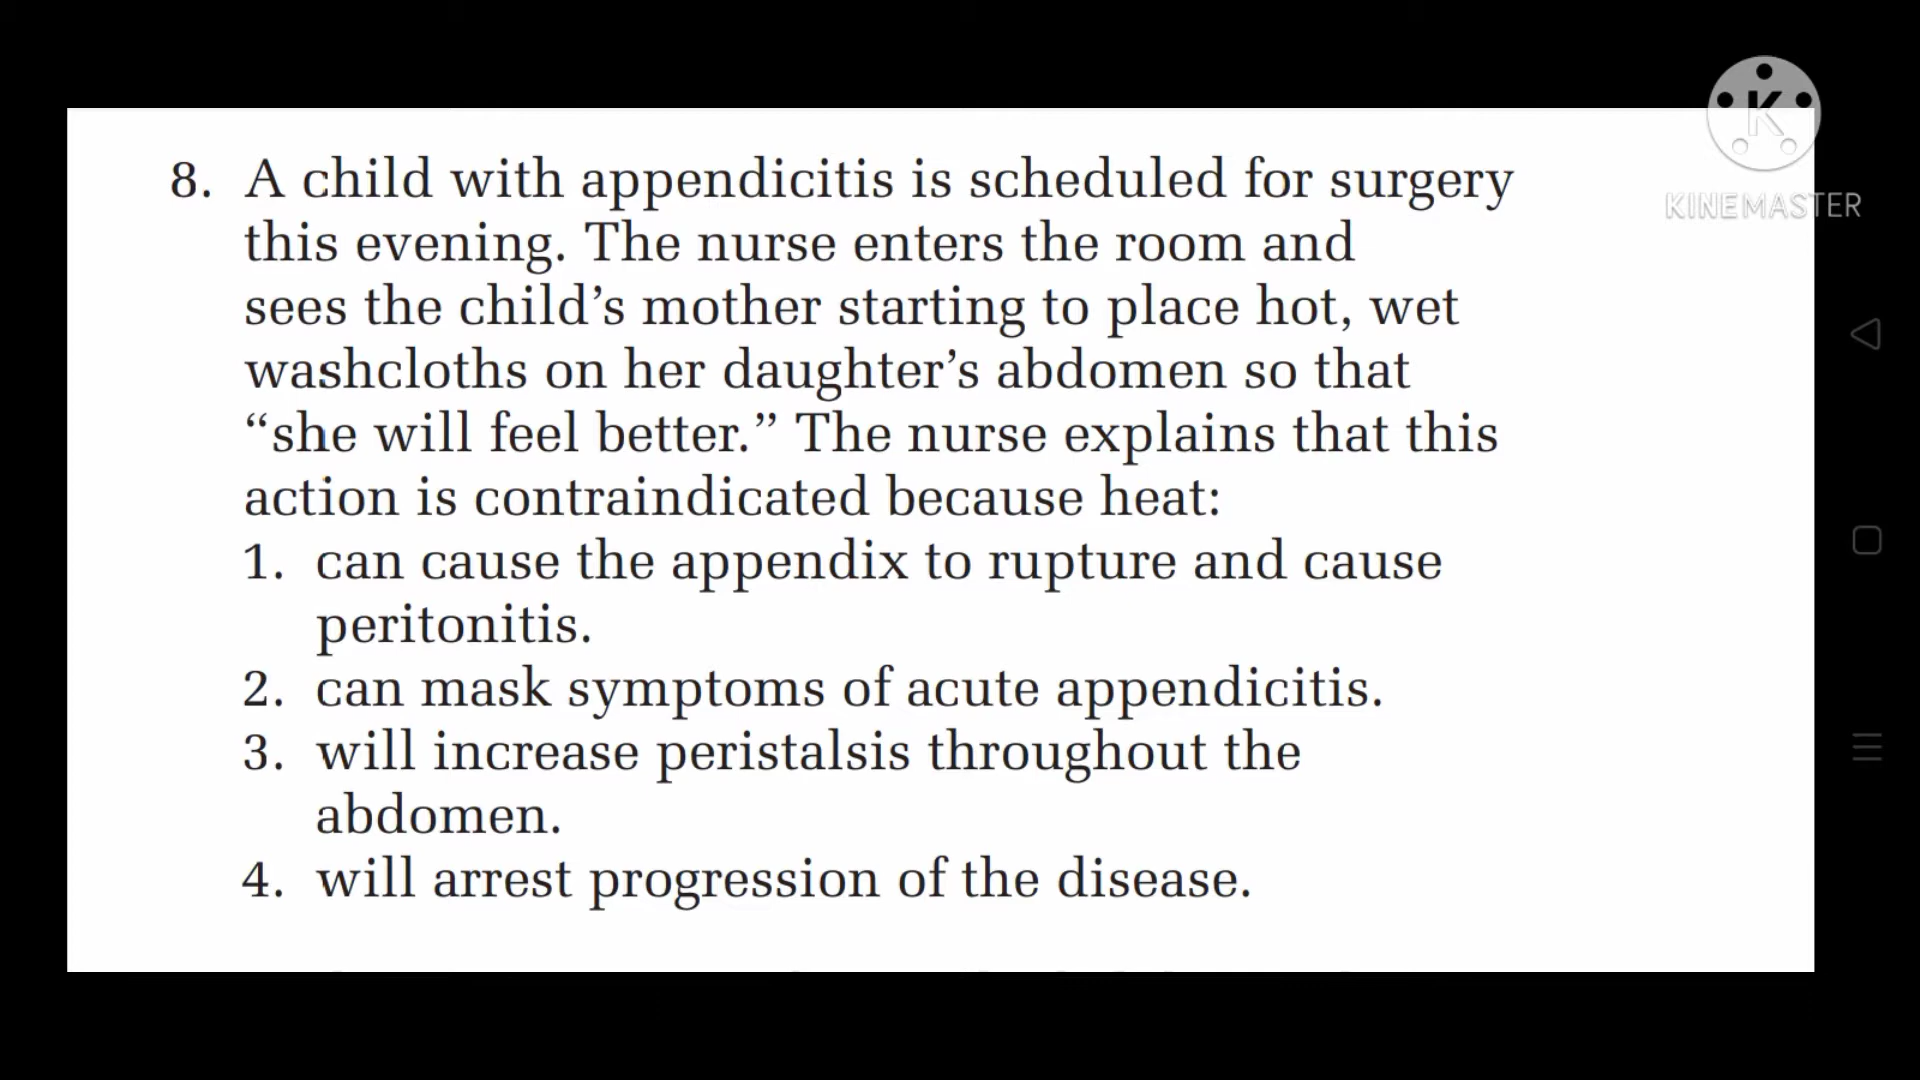 8. A child with appendicitis is scheduled for surgery
this evening. The nurse enters the room and
sees the child’s mother starting to place hot, wet
washcloths on her daughter’s abdomen so that
“she will feel better.” The nurse explains that this
action is contraindicated because heat:
1. can cause the appendix to rupture and cause
peritonitis.
2. can mask symptoms of acute appendicitis.
3. will increase peristalsis throughout the
abdomen.
4. will arrest progression of the disease.
K
KINEMASTER